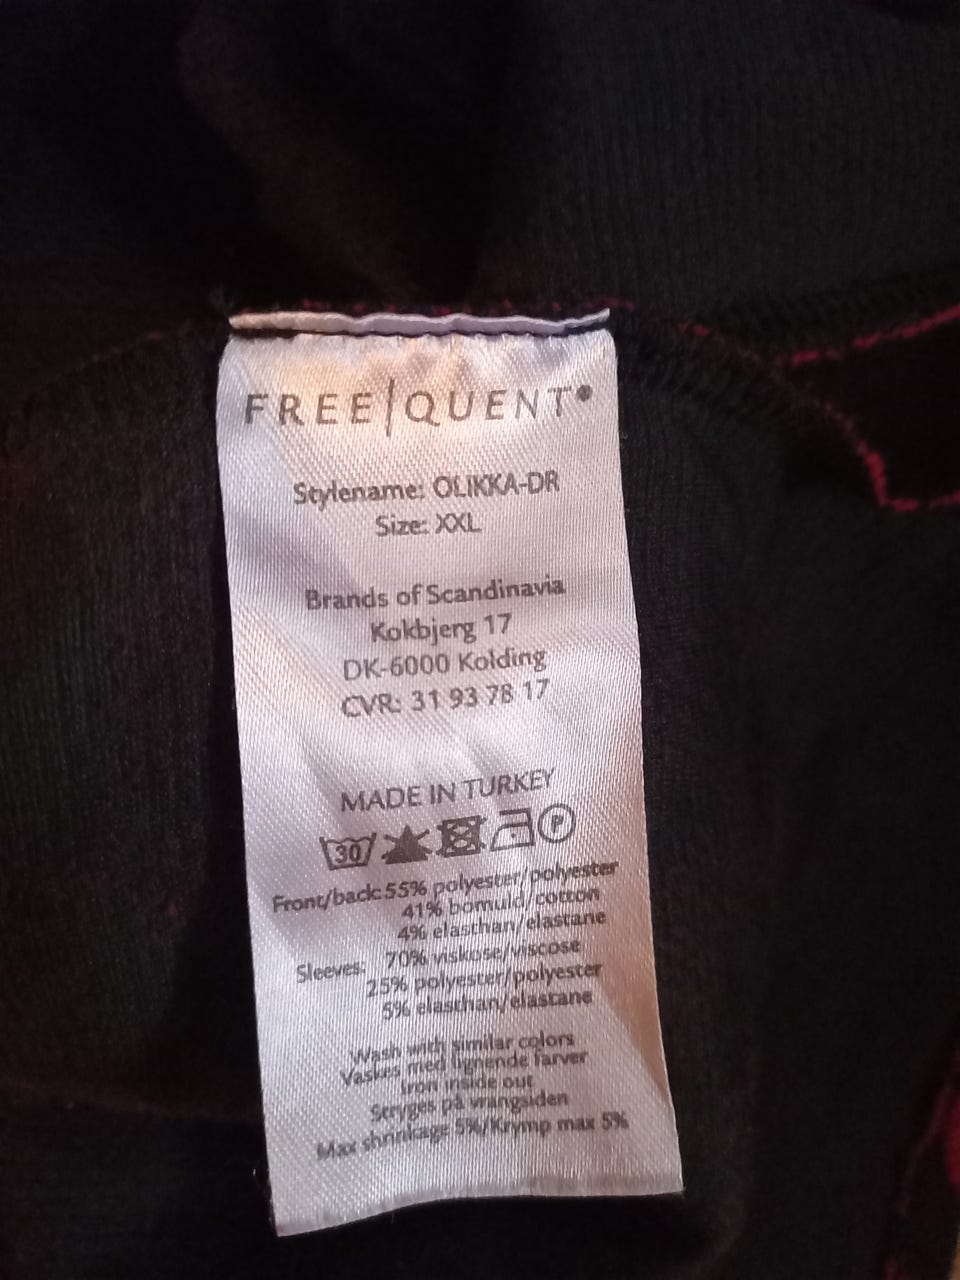 FREE|QUENT®
Stylename: OLIKKA-DR
Size: XXL
Brands of Scandinavia
Kokbjerg 17
DK-6000 Kolding
CVR: 31 93 78 17
MADE IN TURKEY
30 P
Front/back: 55% polyester/polyester
41% bomuld/cotton
4% elasthan/elastane
Sleeves: 70% viskose/viscose
25% polyester/polyester
5% elasthan/elastane
Wash with similar colors
Vaskes med lignende farver
Iron inside out
Stryges på vrangsiden
Max shrinkage 5%/Krymp max 5%